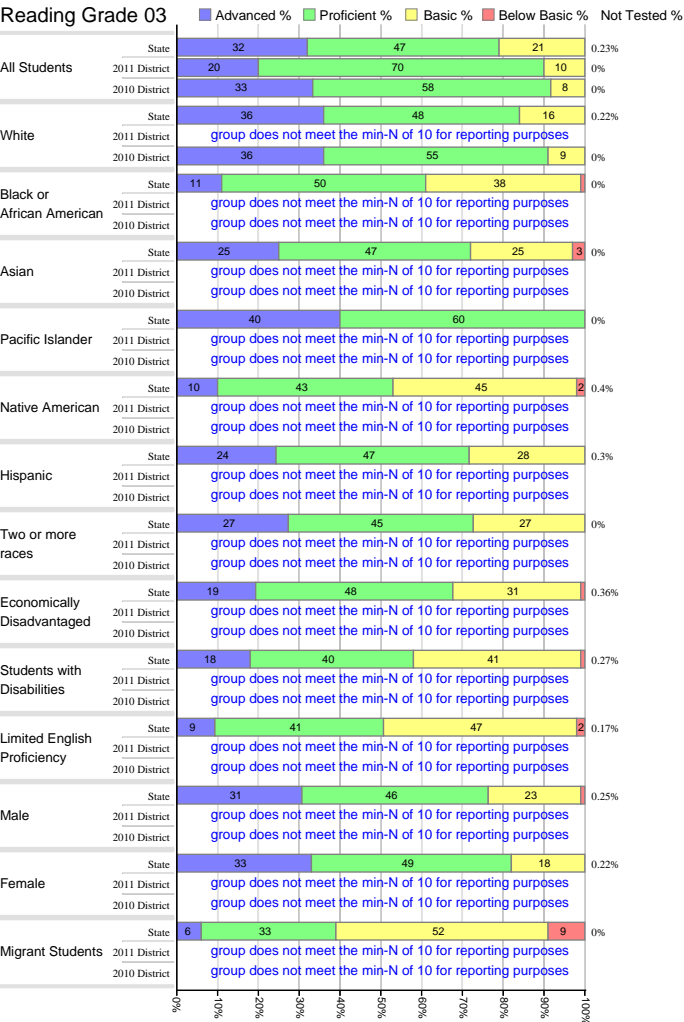 Reading Grade 03 Advanced % Proficient % Basic % Below Basic % Not Tested %
All Students
State 32 47 21 0.23%
2011 District 20 70 10 0%
2010 District 33 58 8 0%
White
State 36 48 16 0.22%
2011 District group does not meet the min-N of 10 for reporting purposes
2010 District 36 55 9 0%
Black or
African American
State 11 50 38 0%
2011 District group does not meet the min-N of 10 for reporting purposes
2010 District group does not meet the min-N of 10 for reporting purposes
Asian
State 25 47 25 3 0%
2011 District group does not meet the min-N of 10 for reporting purposes
2010 District group does not meet the min-N of 10 for reporting purposes
Pacific Islander
State 40 60 0%
2011 District group does not meet the min-N of 10 for reporting purposes
2010 District group does not meet the min-N of 10 for reporting purposes
Native American
State 10 43 45 2 0.4%
2011 District group does not meet the min-N of 10 for reporting purposes
2010 District group does not meet the min-N of 10 for reporting purposes
Hispanic
State 24 47 28 0.3%
2011 District group does not meet the min-N of 10 for reporting purposes
2010 District group does not meet the min-N of 10 for reporting purposes
Two or more
races
State 27 45 27 0%
2011 District group does not meet the min-N of 10 for reporting purposes
2010 District group does not meet the min-N of 10 for reporting purposes
Economically
Disadvantaged
State 19 48 31 0.36%
2011 District group does not meet the min-N of 10 for reporting purposes
2010 District group does not meet the min-N of 10 for reporting purposes
Students with
Disabilities
State 18 40 41 0.27%
2011 District group does not meet the min-N of 10 for reporting purposes
2010 District group does not meet the min-N of 10 for reporting purposes
Limited English
Proficiency
State 9 41 47 2 0.17%
2011 District group does not meet the min-N of 10 for reporting purposes
2010 District group does not meet the min-N of 10 for reporting purposes
Male
State 31 46 23 0.25%
2011 District group does not meet the min-N of 10 for reporting purposes
2010 District group does not meet the min-N of 10 for reporting purposes
Female
State 33 49 18 0.22%
2011 District group does not meet the min-N of 10 for reporting purposes
2010 District group does not meet the min-N of 10 for reporting purposes
Migrant Students
State 6 33 52 9 0%
2011 District group does not meet the min-N of 10 for reporting purposes
2010 District group does not meet the min-N of 10 for reporting purposes
0% 10% 20% 30% 40% 50% 60% 70% 80% 90% 100%